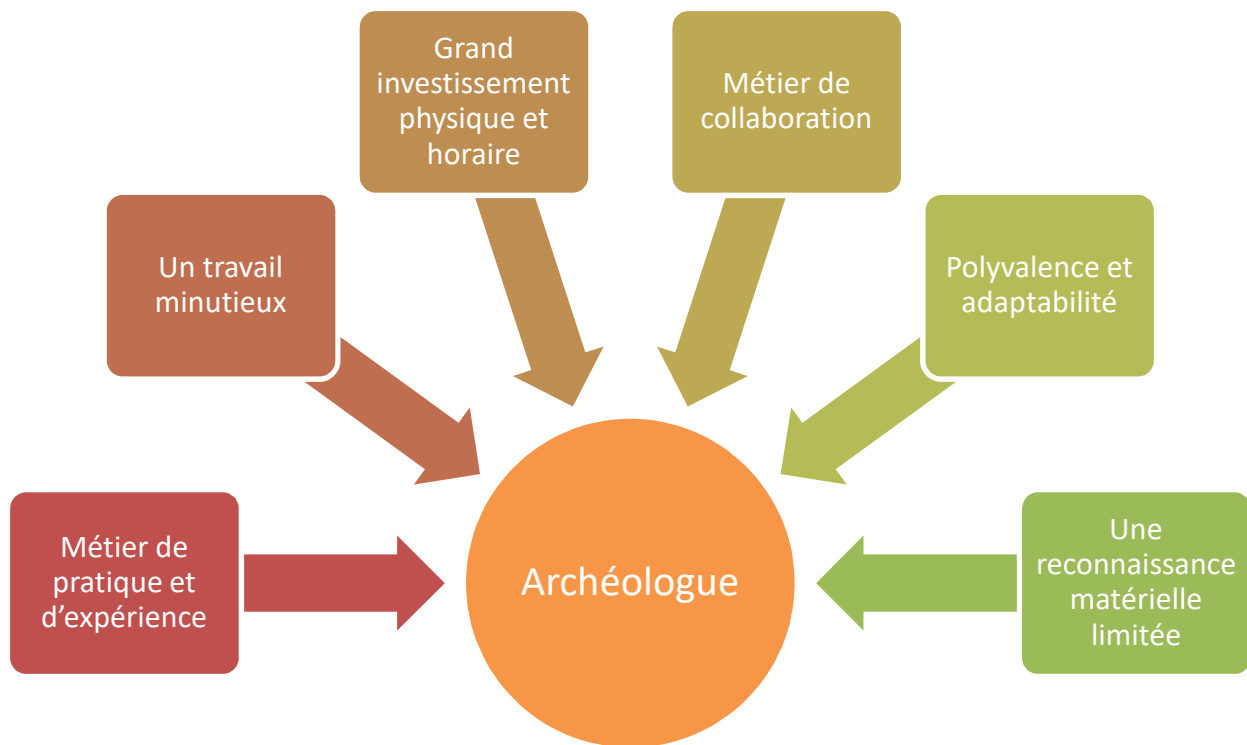 Grand
investissement
physique et
horaire
Métier de
collaboration
Un travail
minutieux
Polyvalence et
adaptabilité
Métier de
pratique et
d’expérience
Archéologue
Une
reconnaissance
matérielle
limitée